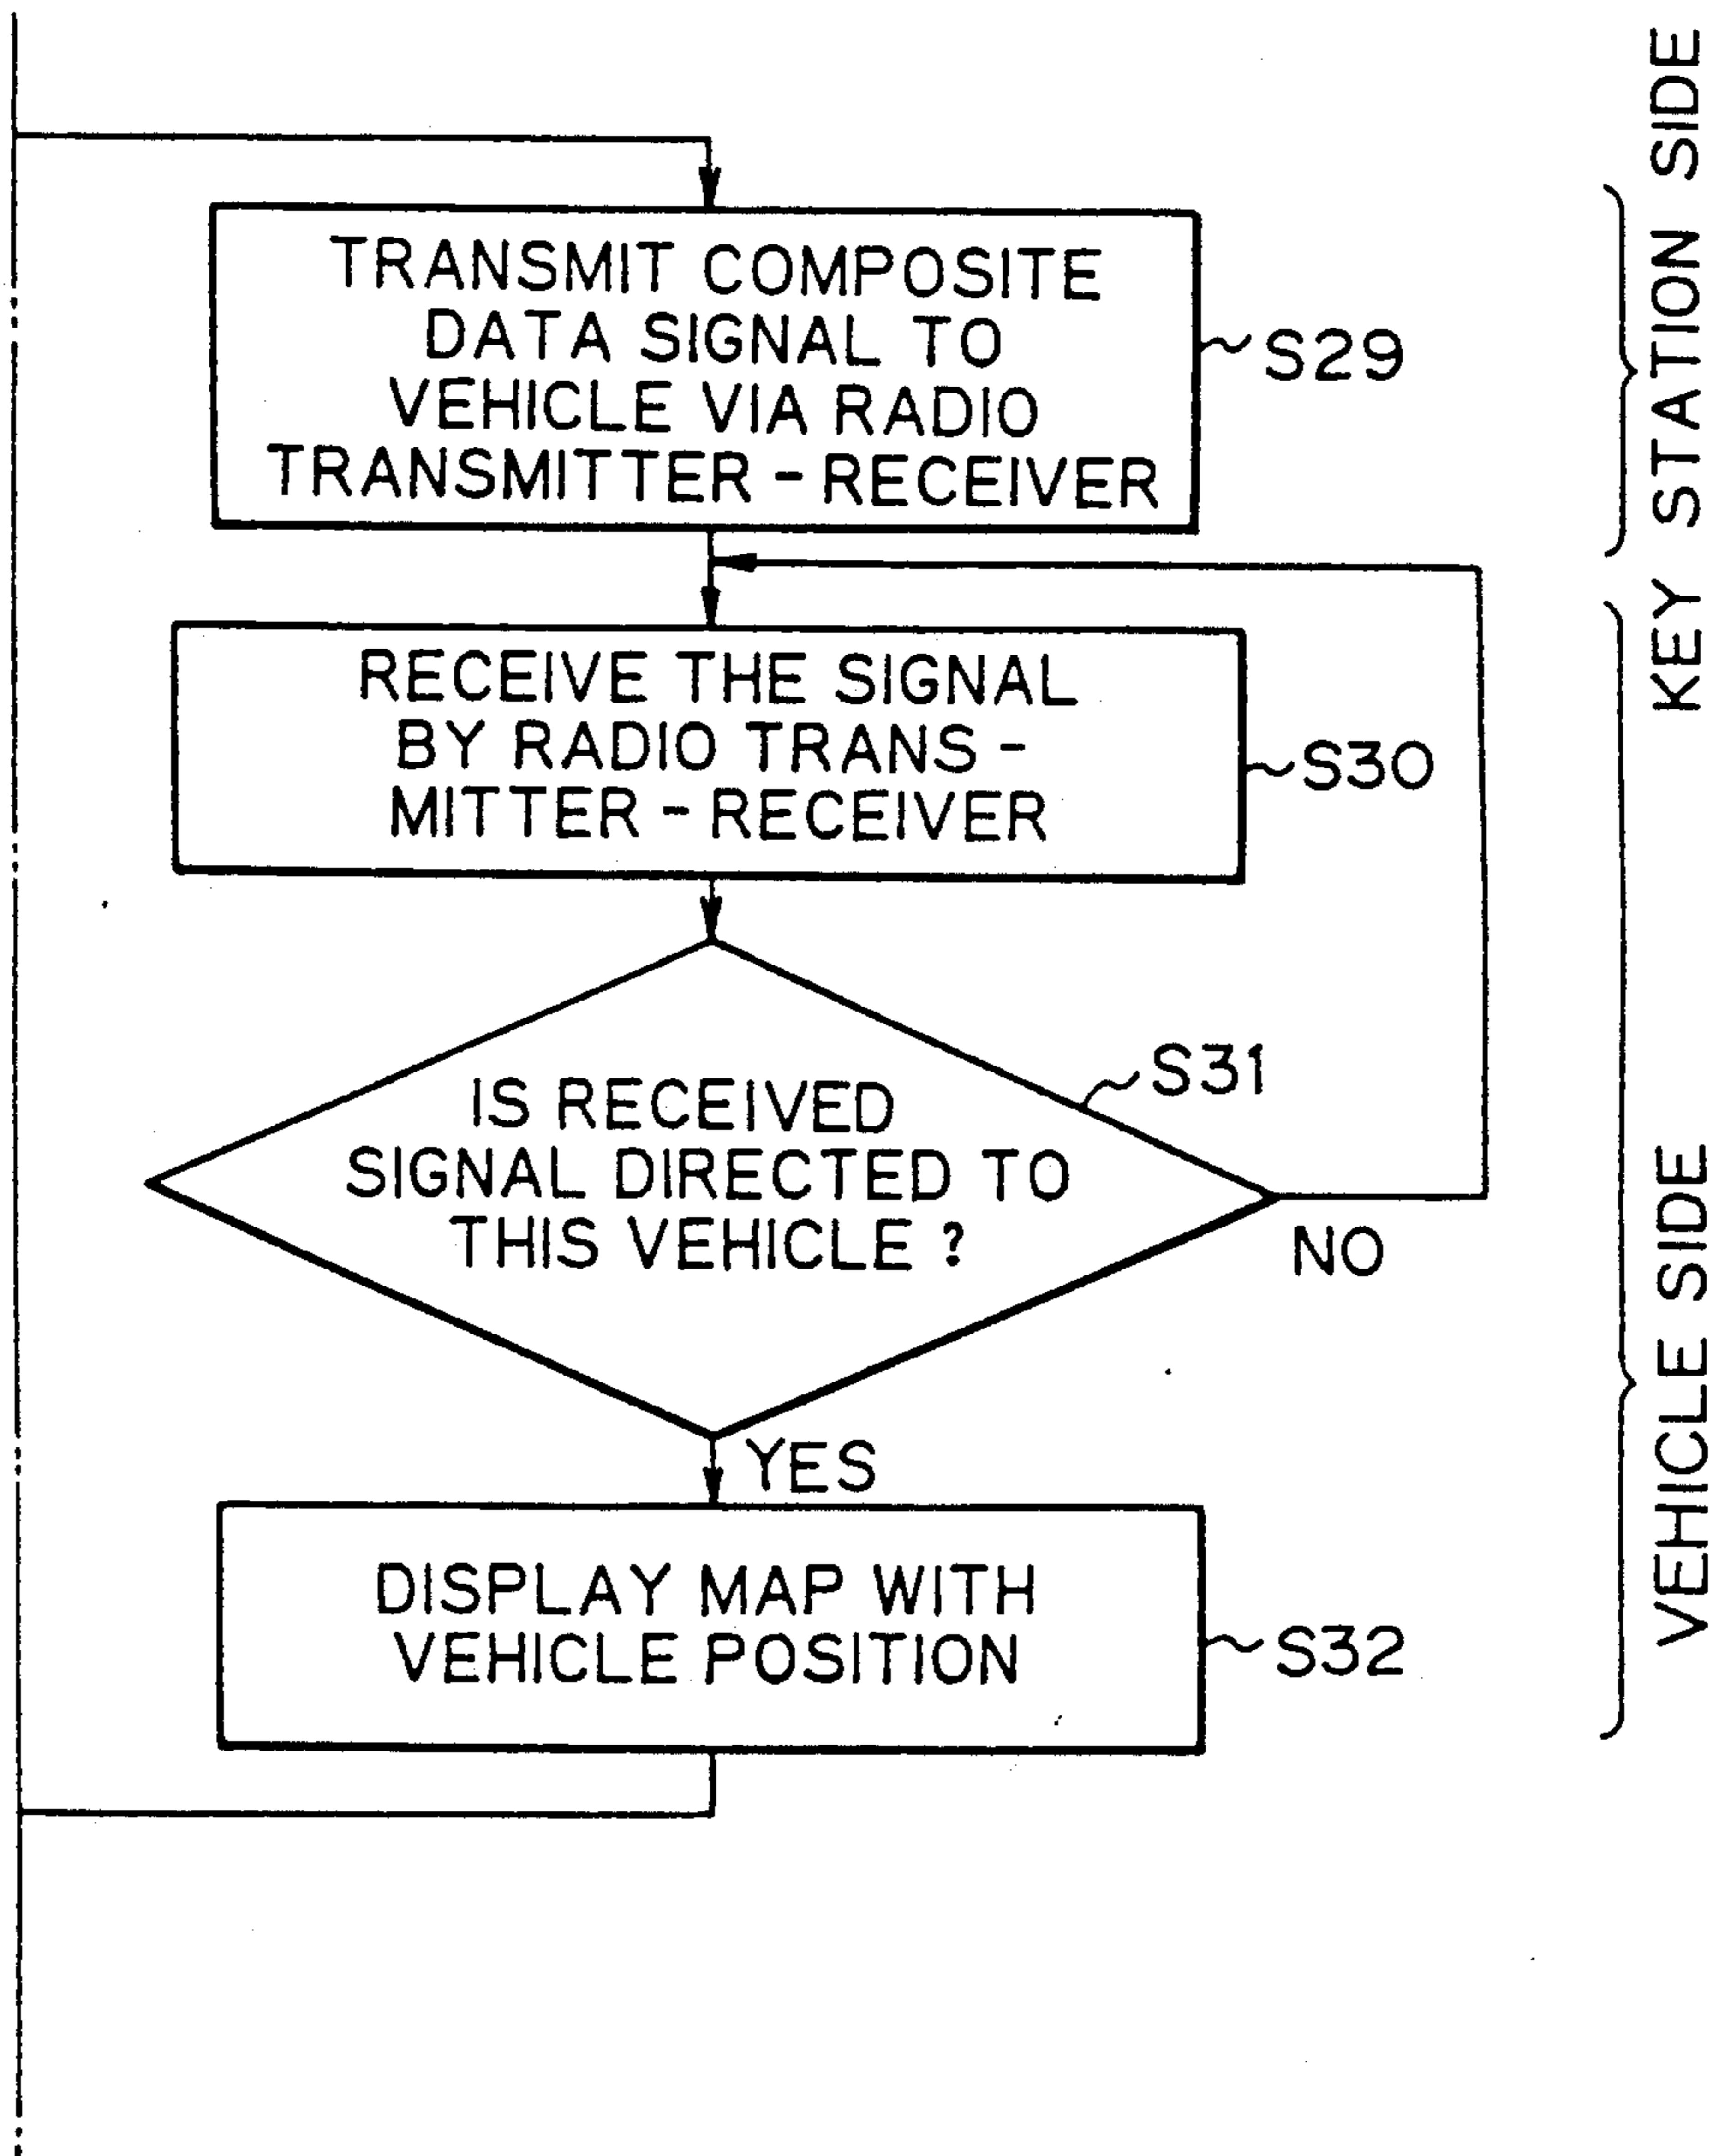 TRANSMIT COMPOSITE
DATA SIGNAL TO
VEHICLE VIA RADIO
TRANSMITTER - RECEIVER
S29
KEY STATION SIDE
RECEIVE THE SIGNAL
BY RADIO TRANS -
MITTER - RECEIVER
S30
IS RECEIVED
SIGNAL DIRECTED TO
THIS VEHICLE ?
S31
NO
YES
DISPLAY MAP WITH
VEHICLE POSITION
S32
VEHICLE SIDE